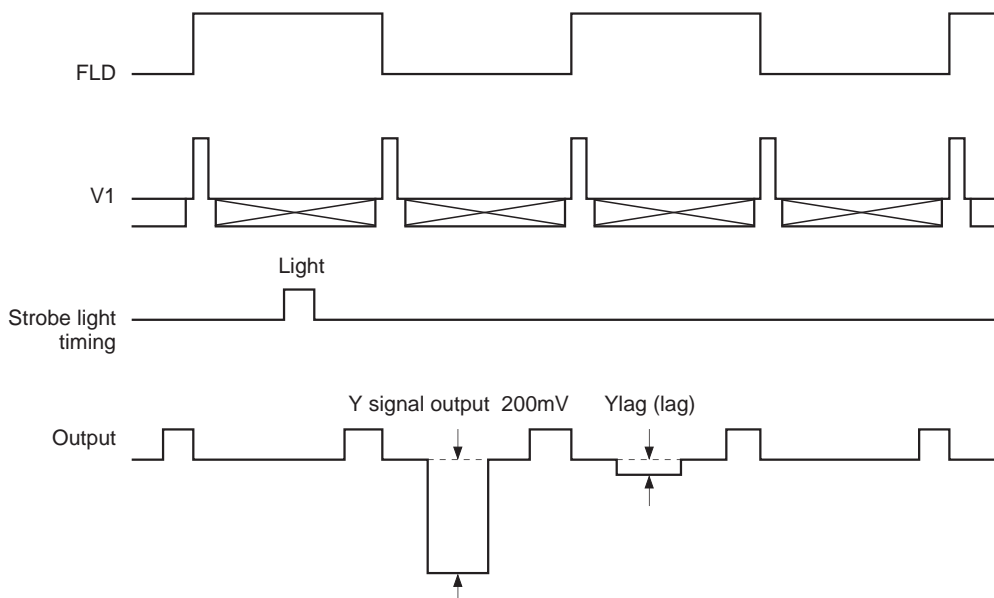 FLD
V1
Light
Strobe light
timing
Y signal output 200mV
Ylag (lag)
Output